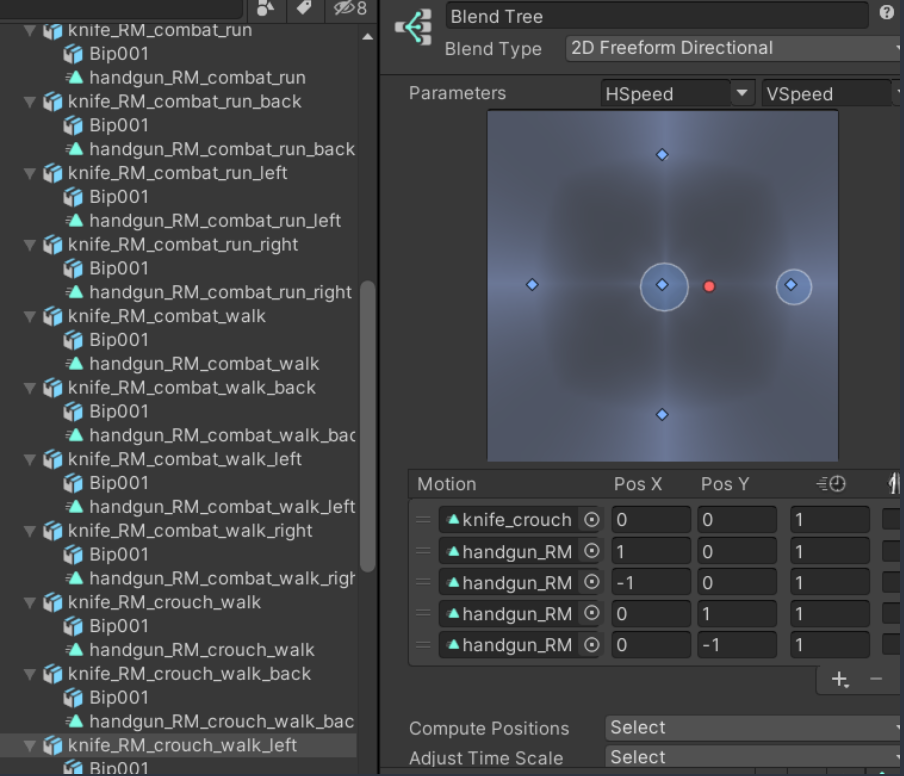 8
knife_RM_combat_run
Bip001
handgun_RM_combat_run
knife_RM_combat_run_back
Bip001
handgun_RM_combat_run_back
knife_RM_combat_run_left
Bip001
handgun_RM_combat_run_left
knife_RM_combat_run_right
Bip001
handgun_RM_combat_run_right
knife_RM_combat_walk
Bip001
handgun_RM_combat_walk
knife_RM_combat_walk_back
Bip001
handgun_RM_combat_walk_bac
knife_RM_combat_walk_left
Bip001
handgun_RM_combat_walk_left
knife_RM_combat_walk_right
Bip001
handgun_RM_combat_walk_righ
knife_RM_crouch_walk
Bip001
handgun_RM_crouch_walk
knife_RM_crouch_walk_back
Bip001
handgun_RM_crouch_walk_bac
knife_RM_crouch_walk_left
Bip001
Blend Tree
Blend Type 2D Freeform Directional
Parameters HSpeed VSpeed
Motion Pos X Pos Y
knife_crouch 0 0 1
handgun_RM 1 0 1
handgun_RM -1 0 1
handgun_RM 0 1 1
handgun_RM 0 -1 1
Compute Positions Select
Adjust Time Scale Select